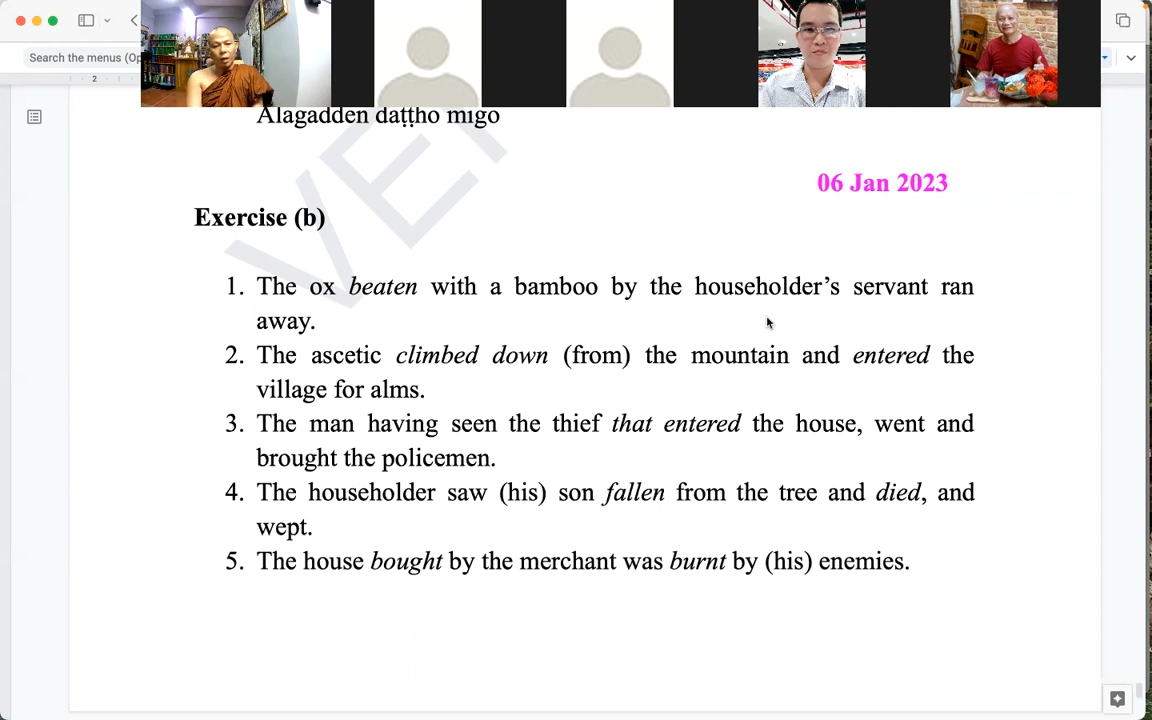 Search the menus (Op
2
Alagadden daṭṭho migo
06 Jan 2023
Exercise (b)
1. The ox beaten with a bamboo by the householder’s servant ran
away.
2. The ascetic climbed down (from) the mountain and entered the
village for alms.
3. The man having seen the thief that entered the house, went and
brought the policemen.
4. The householder saw (his) son fallen from the tree and died, and
wept.
5. The house bought by the merchant was burnt by (his) enemies.